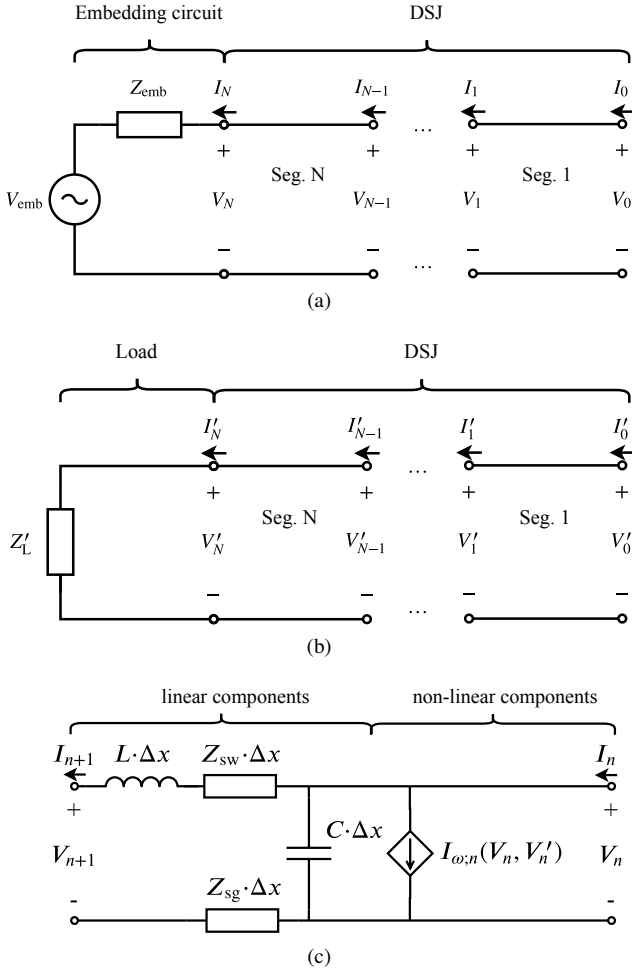 Embedding circuit DSJ
Z_emb I_N I_{N−1} I_1 I_0
+ + ... + +
Seg. N Seg. 1
V_emb V_N V_{N−1} V_1 V_0
− − ... − −
(a)
Load DSJ
I′_N I′_{N−1} I′_1 I′_0
+ + ... + +
Seg. N Seg. 1
Z′_L V′_N V′_{N−1} V′_1 V′_0
− − ... − −
(b)
linear components non-linear components
I_{n+1} L·Δx Z_sw·Δx I_n
+ +
C·Δx
V_{n+1} I_{ω;n}(V_n, V′_n) V_n
- Z_sg·Δx -
(c)